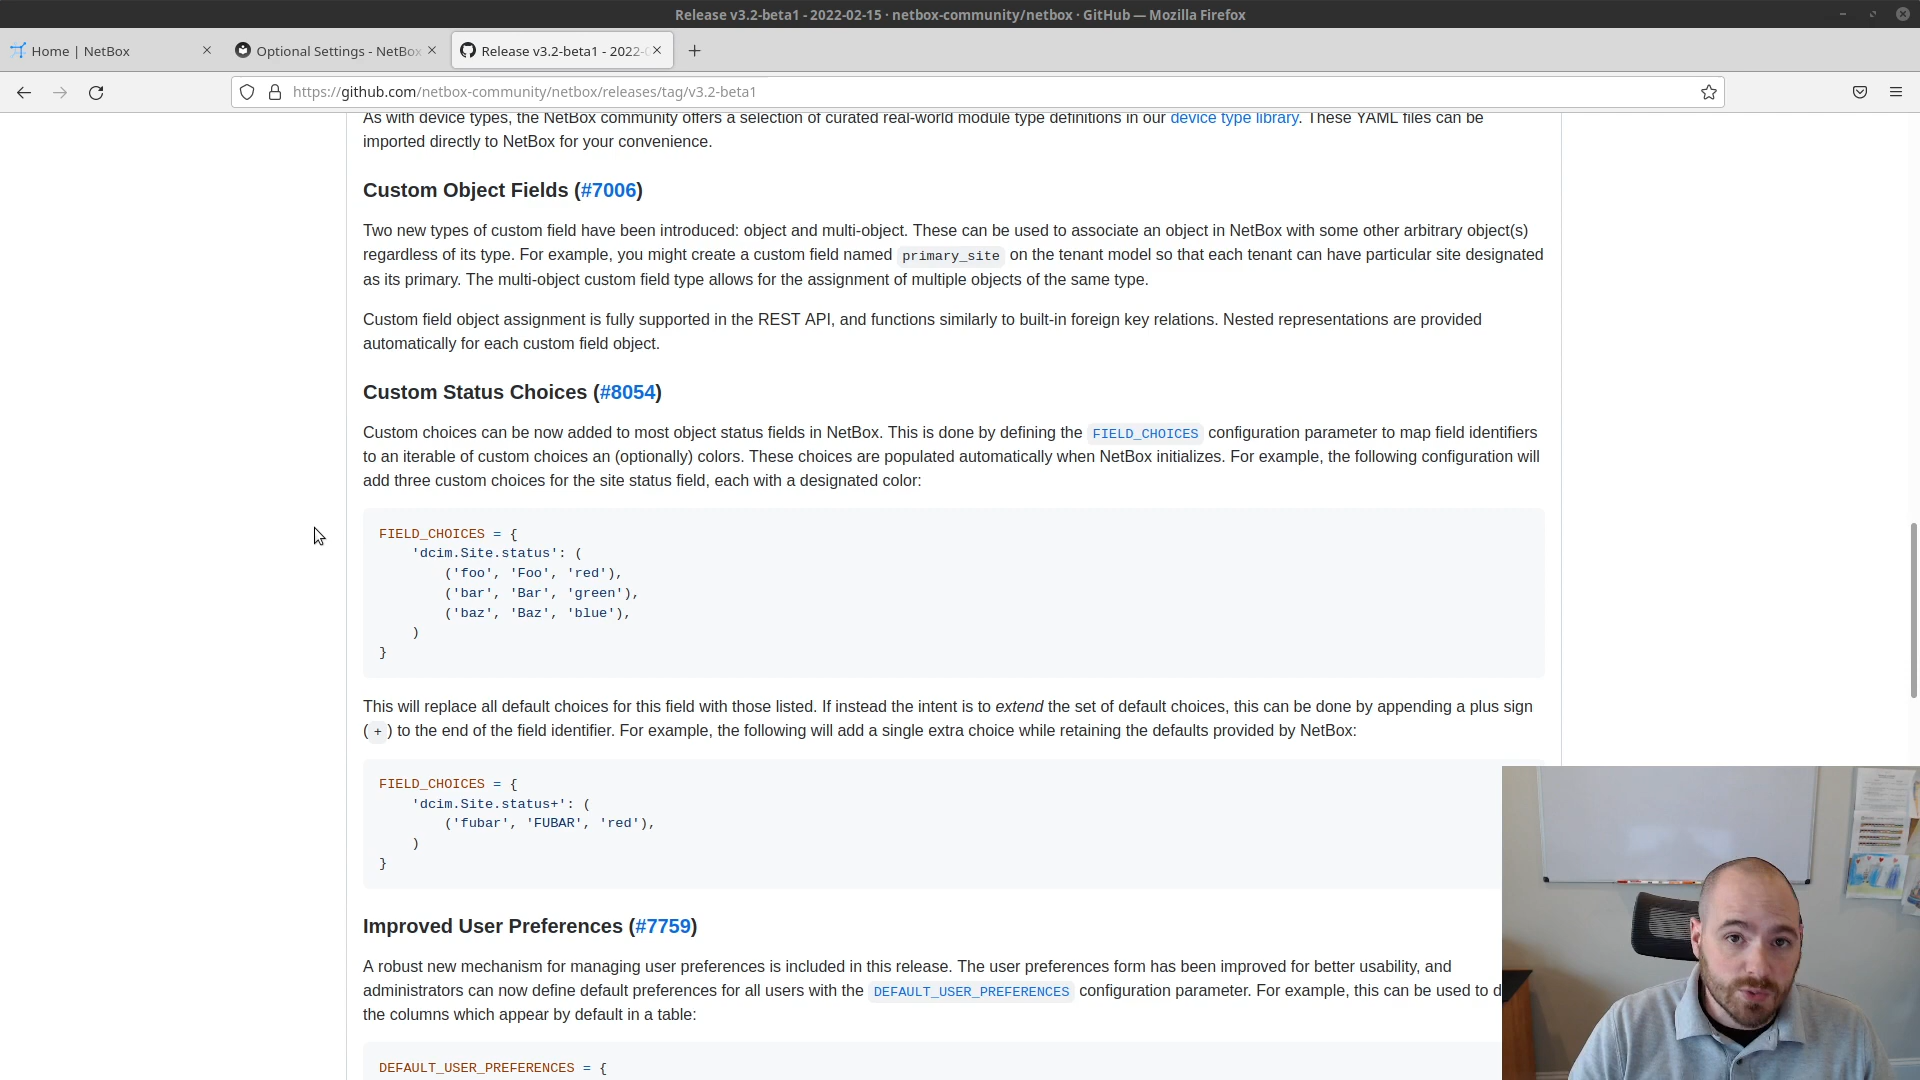 Release v3.2-beta1 - 2022-02-15 · netbox-community/netbox · GitHub — Mozilla Firefox
Home | NetBox
Optional Settings - NetBox
Release v3.2-beta1 - 2022-0
https://github.com/netbox-community/netbox/releases/tag/v3.2-beta1
As with device types, the NetBox community offers a selection of curated real-world module type definitions in our device type library. These YAML files can be
imported directly to NetBox for your convenience.
Custom Object Fields (#7006)
Two new types of custom field have been introduced: object and multi-object. These can be used to associate an object in NetBox with some other arbitrary object(s)
regardless of its type. For example, you might create a custom field named primary_site on the tenant model so that each tenant can have particular site designated
as its primary. The multi-object custom field type allows for the assignment of multiple objects of the same type.
Custom field object assignment is fully supported in the REST API, and functions similarly to built-in foreign key relations. Nested representations are provided
automatically for each custom field object.
Custom Status Choices (#8054)
Custom choices can be now added to most object status fields in NetBox. This is done by defining the FIELD_CHOICES configuration parameter to map field identifiers
to an iterable of custom choices an (optionally) colors. These choices are populated automatically when NetBox initializes. For example, the following configuration will
add three custom choices for the site status field, each with a designated color:
FIELD_CHOICES = {
'dcim.Site.status': (
('foo', 'Foo', 'red'),
('bar', 'Bar', 'green'),
('baz', 'Baz', 'blue'),
)
}
This will replace all default choices for this field with those listed. If instead the intent is to extend the set of default choices, this can be done by appending a plus sign
( + ) to the end of the field identifier. For example, the following will add a single extra choice while retaining the defaults provided by NetBox:
FIELD_CHOICES = {
'dcim.Site.status+': (
('fubar', 'FUBAR', 'red'),
)
}
Improved User Preferences (#7759)
A robust new mechanism for managing user preferences is included in this release. The user preferences form has been improved for better usability, and
administrators can now define default preferences for all users with the DEFAULT_USER_PREFERENCES configuration parameter. For example, this can be used to d
the columns which appear by default in a table:
DEFAULT_USER_PREFERENCES = {